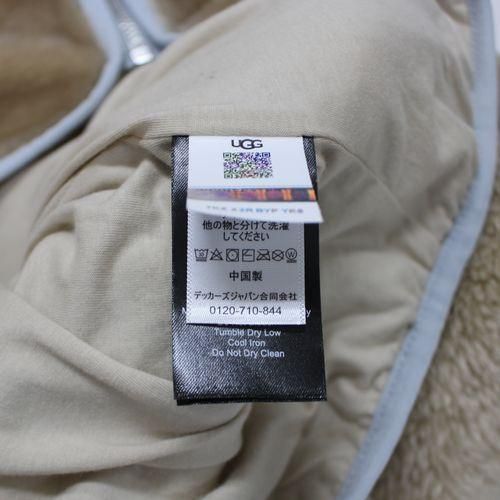 UGG
他の物と分けて洗濯
してください。
中国製
デッカーズジャパン合同会社
0120-710-844
Tumble Dry Low
Cool Iron
Do Not Dry Clean